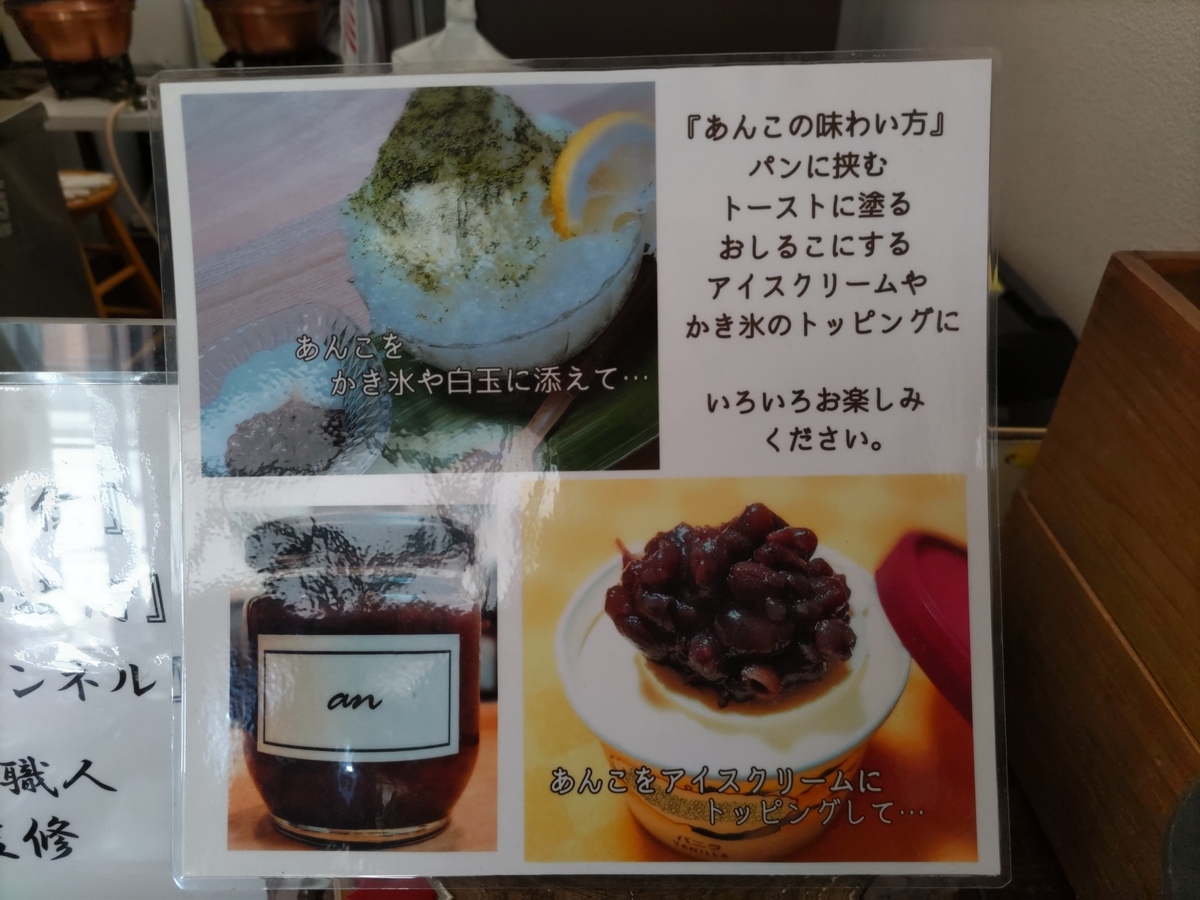 『あんこの味わい方』
パンに挟む
トーストに塗る
おしるこにする
アイスクリームや
かき氷のトッピングに
いろいろお楽しみ
ください。
あんこを
かき氷や白玉に添えて…
an
あんこをアイスクリームに
トッピングして…
バニラ
VANILLA
ンネル
職人
修